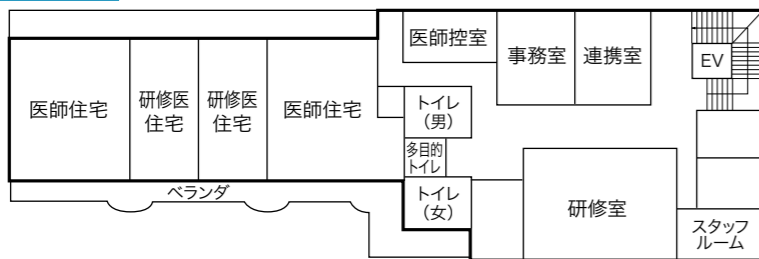 医師控室
事務室
連携室
EV
医師住宅
研修医
住宅
研修医
住宅
医師住宅
トイレ
（男）
多目的
トイレ
トイレ
（女）
ベランダ
研修室
スタッフ
ルーム